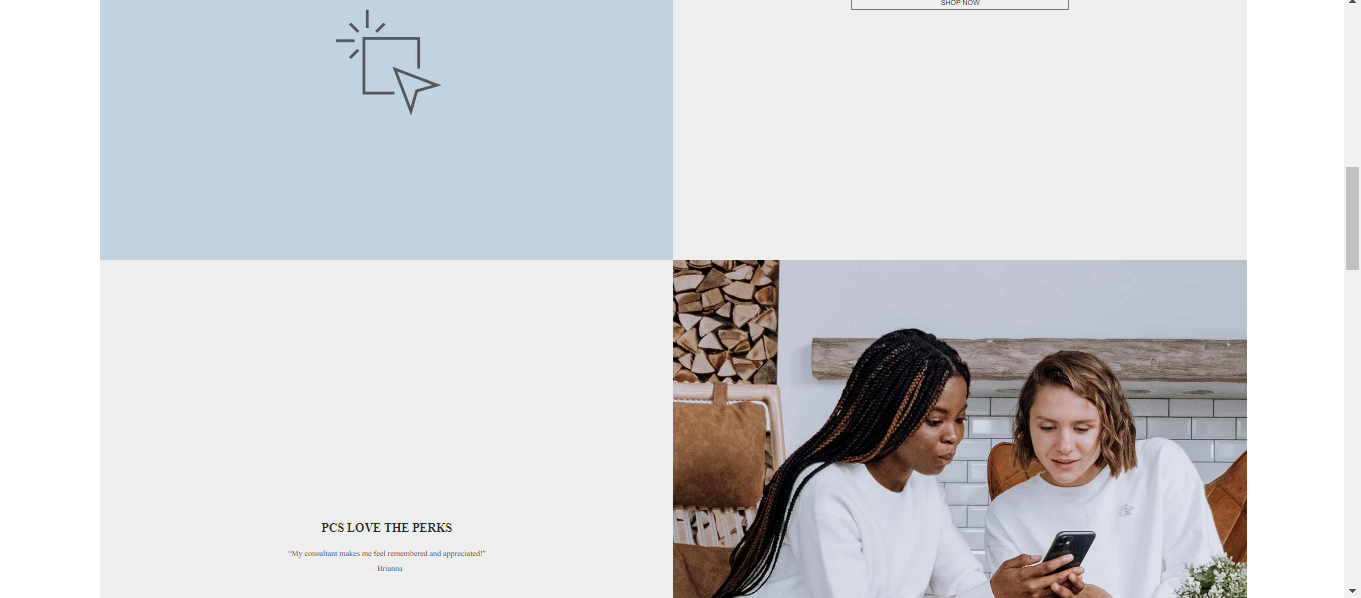 SHOP NOW
PCS LOVE THE PERKS
“My consultant makes me feel remembered and appreciated!”
– Brianna